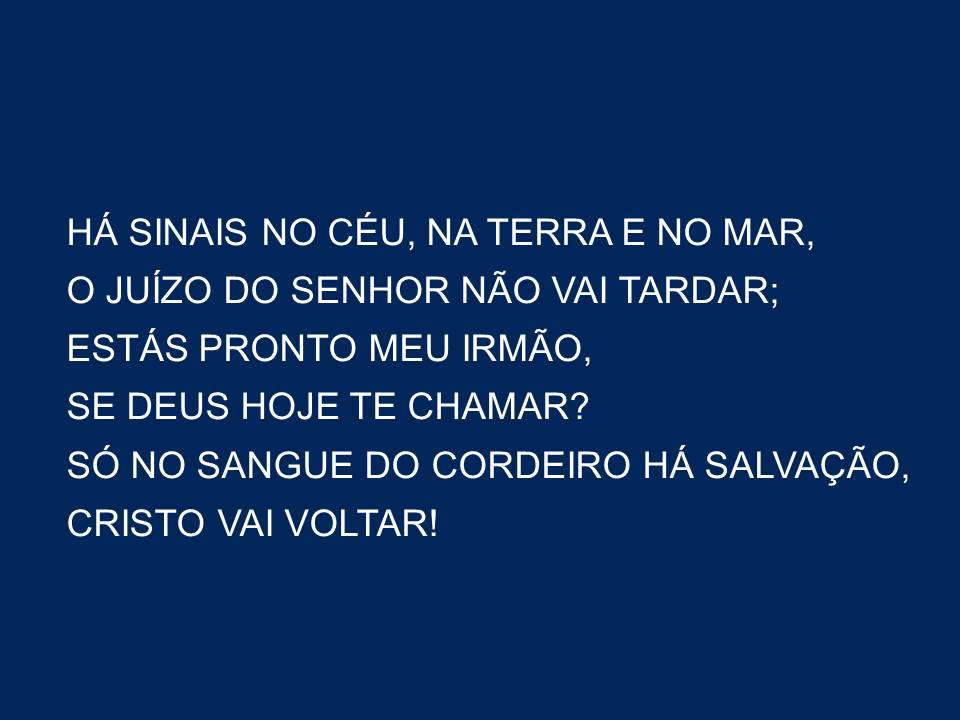 HÁ SINAIS NO CÉU, NA TERRA E NO MAR,
O JUÍZO DO SENHOR NÃO VAI TARDAR;
ESTÁS PRONTO MEU IRMÃO,
SE DEUS HOJE TE CHAMAR?
SÓ NO SANGUE DO CORDEIRO HÁ SALVAÇÃO,
CRISTO VAI VOLTAR!